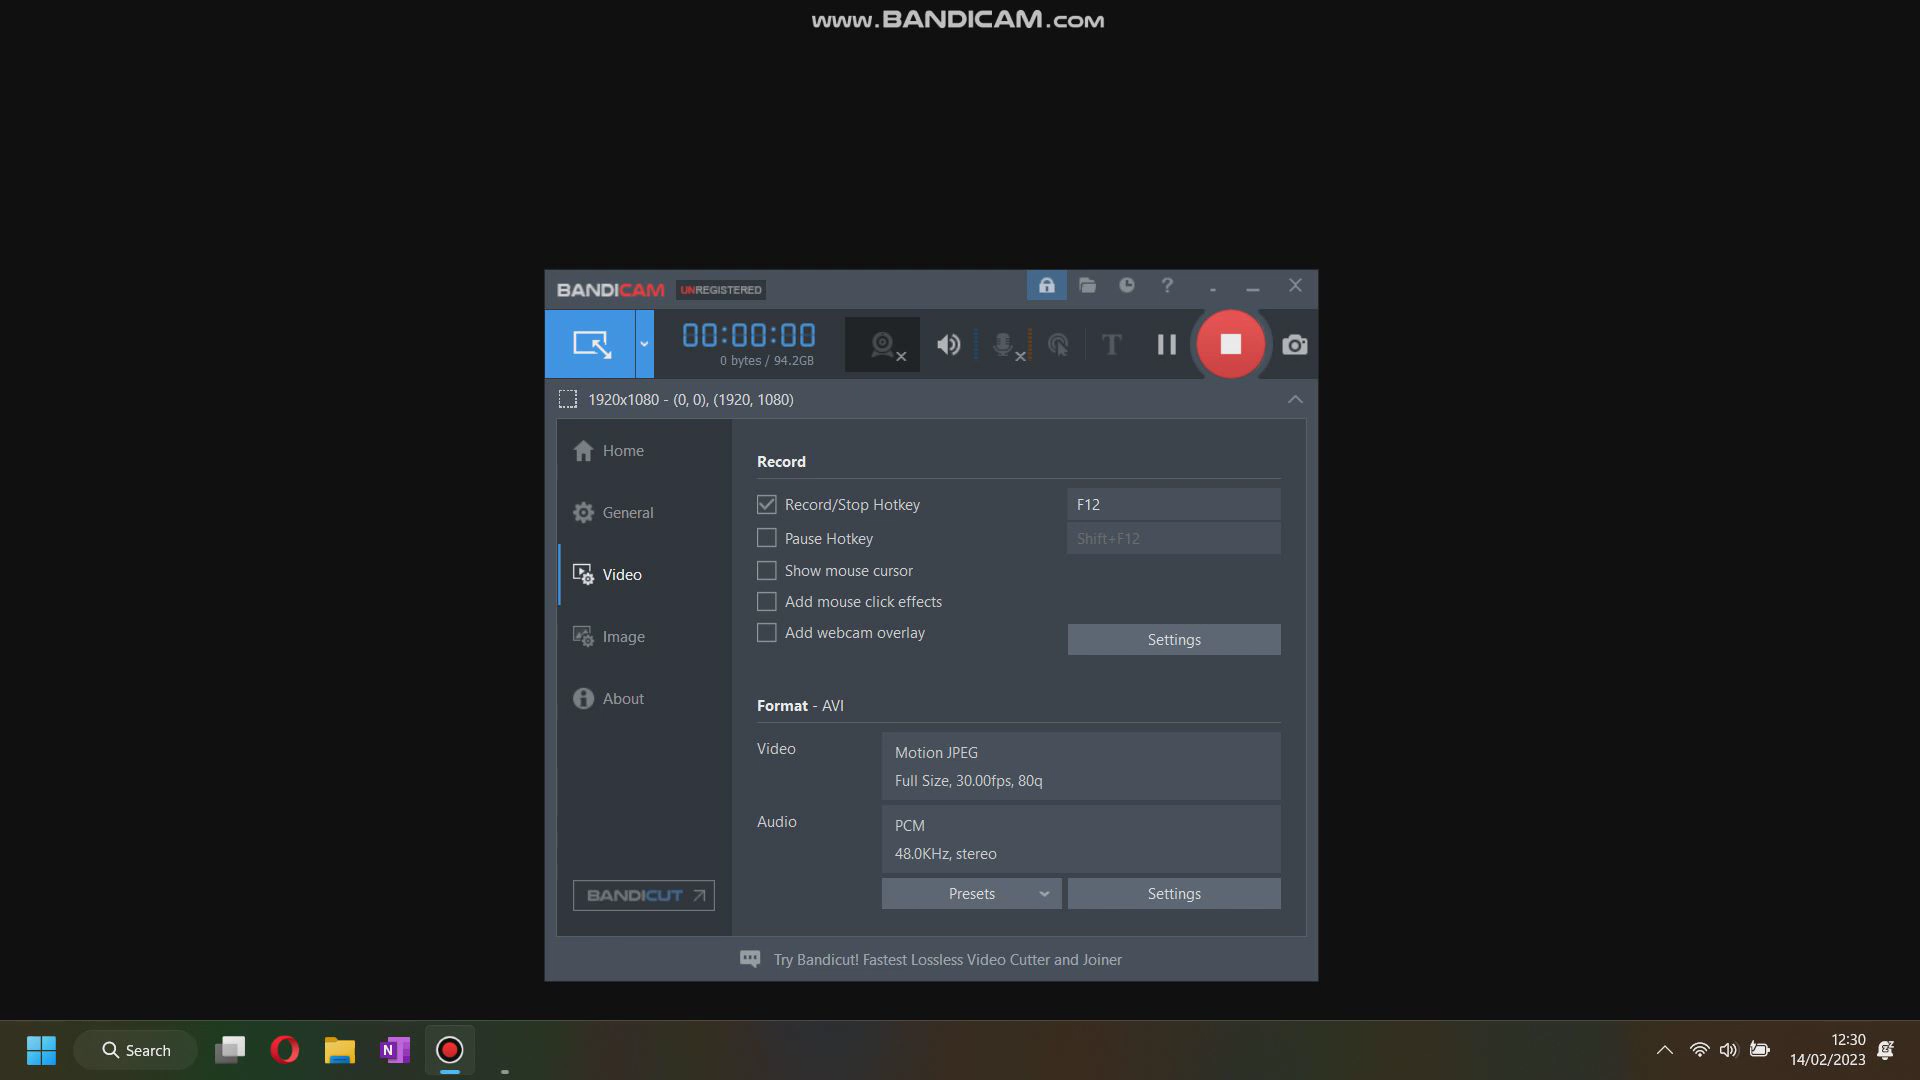 www.BANDICAM.com
BANDICAM UNREGISTERED ?
00:00:00
0 bytes / 94.2GB
T
1920x1080 - (0, 0), (1920, 1080)
Home
General
Video
Image
About
BANDICUT
Record
Record/Stop Hotkey F12
Pause Hotkey Shift+F12
Show mouse cursor
Add mouse click effects
Add webcam overlay
Settings
Format - AVI
Video
Motion JPEG
Full Size, 30.00fps, 80q
Audio
PCM
48.0KHz, stereo
Presets Settings
Try Bandicut! Fastest Lossless Video Cutter and Joiner
Search
N
12:30
14/02/2023